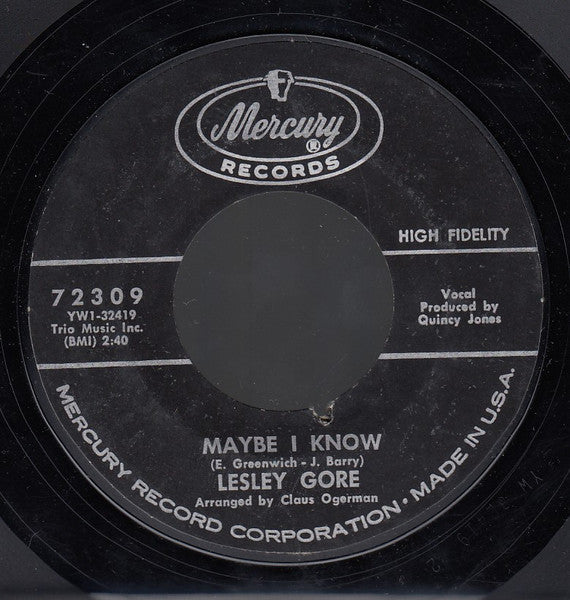 Mercury
®
RECORDS
HIGH FIDELITY
72309
YW1-32419
Trio Music Inc.
(BMI) 2:40
Vocal
Produced by
Quincy Jones
MAYBE I KNOW
(E. Greenwich - J. Barry)
LESLEY GORE
Arranged by Claus Ogerman
MERCURY RECORD CORPORATION • MADE IN U.S.A.